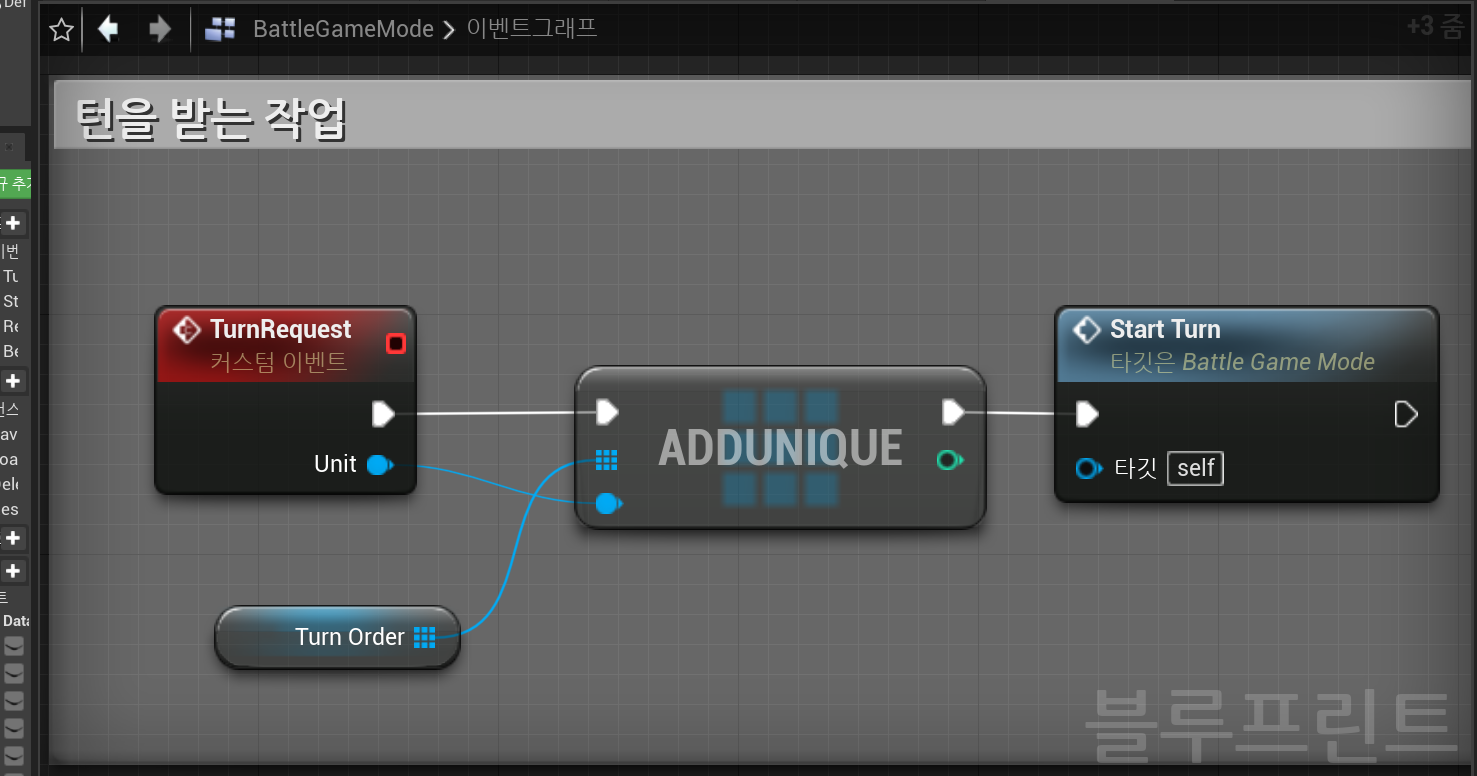 BattleGameMode > 이벤트그래프
+3 줌
턴을 받는 작업
TurnRequest
커스텀 이벤트
Unit
ADDUNIQUE
Start Turn
타깃은 Battle Game Mode
타깃 self
Turn Order
블루프린트
Data